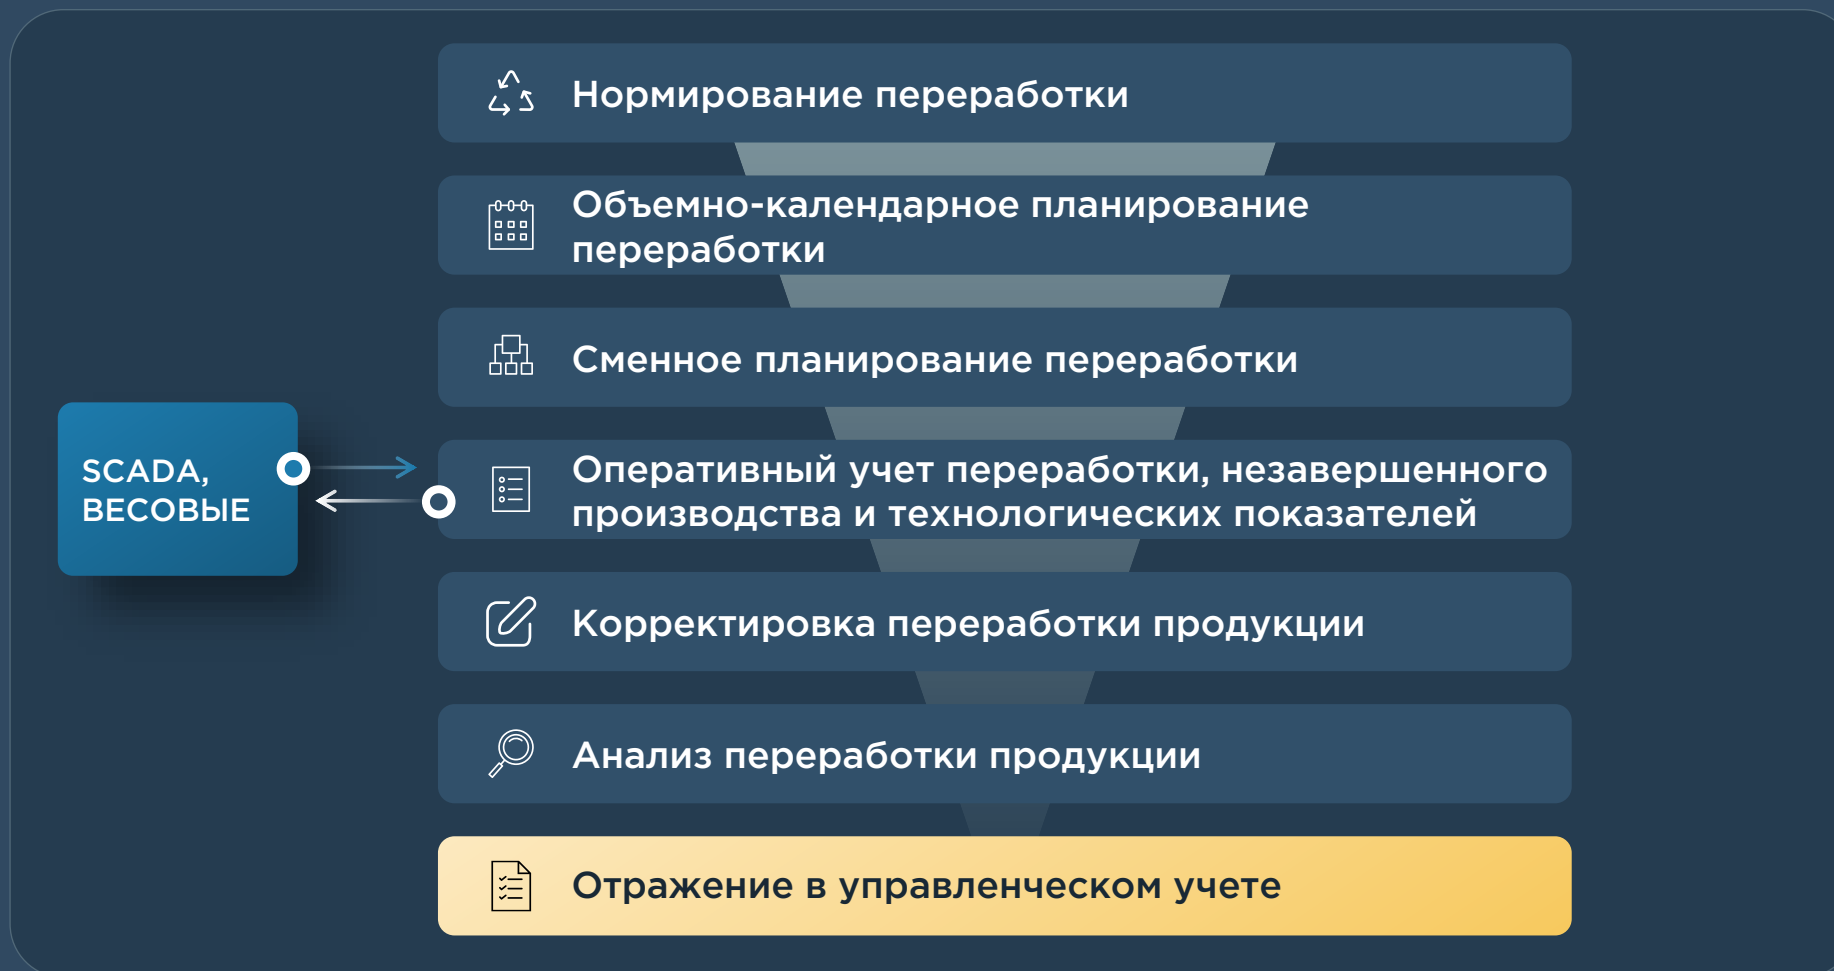 Нормирование переработки
Объемно-календарное планирование
переработки
Сменное планирование переработки
SCADA,
ВЕСОВЫЕ
Оперативный учет переработки, незавершенного
производства и технологических показателей
Корректировка переработки продукции
Анализ переработки продукции
Отражение в управленческом учете